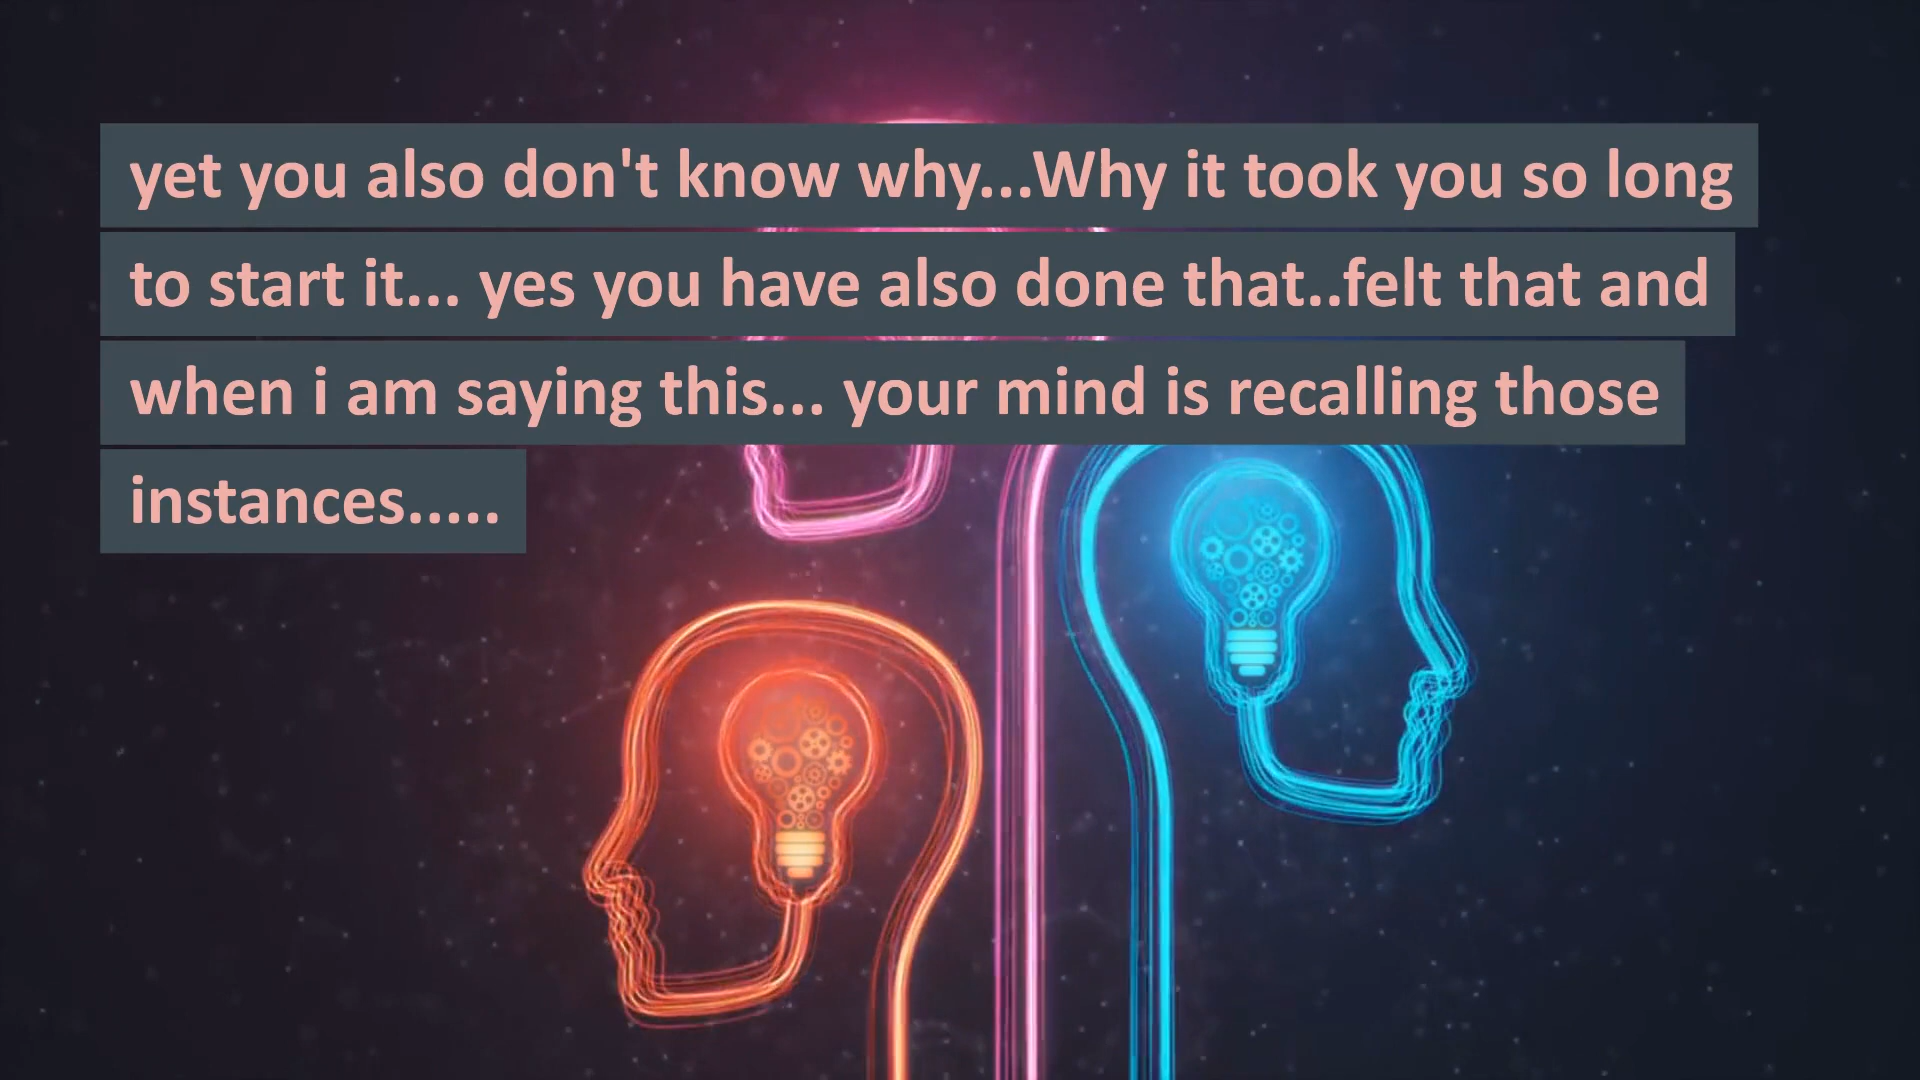 yet you also don't know why...Why it took you so long
to start it... yes you have also done that..felt that and
when i am saying this... your mind is recalling those
instances.....